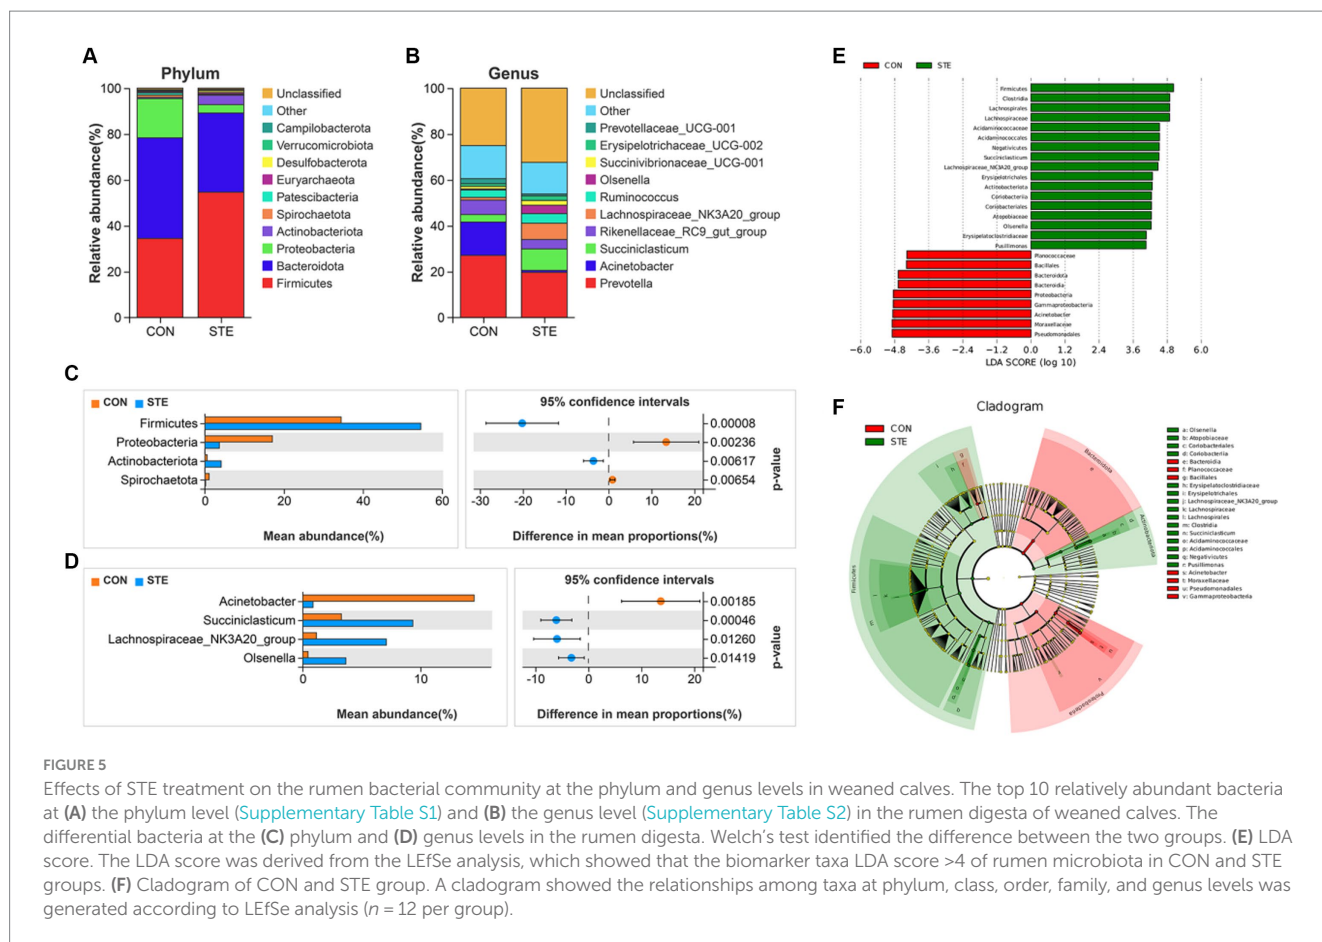 A
Phylum
Relative abundance(%)
100
80
60
40
20
0
CON
STE
Unclassified
Other
Campilobacterota
Verrucomicrobiota
Desulfobacterota
Euryarchaeota
Patescibacteria
Spirochaetota
Actinobacteriota
Proteobacteria
Bacteroidota
Firmicutes
B
Genus
Relative abundance(%)
100
80
60
40
20
0
CON
STE
Unclassified
Other
Prevotellaceae_UCG-001
Erysipelotrichaceae_UCG-002
Succinivibrionaceae_UCG-001
Olsenella
Ruminococcus
Lachnospiraceae_NK3A20_group
Rikenellaceae_RC9_gut_group
Succiniclasticum
Acinetobacter
Prevotella
C
CON STE
Firmicutes
Proteobacteria
Actinobacteriota
Spirochaetota
0 20 40 60
Mean abundance(%)
95% confidence intervals
0.00008
0.00236
0.00617
0.00654
p-value
-30 -20 -10 0 10 20
Difference in mean proportions(%)
D
CON STE
Acinetobacter
Succiniclasticum
Lachnospiraceae_NK3A20_group
Olsenella
0 10
Mean abundance(%)
95% confidence intervals
0.00185
0.00046
0.01260
0.01419
p-value
-10 0 10 20
Difference in mean proportions(%)
E
CON STE
Firmicutes
Clostridia
Lachnospirales
Lachnospiraceae
Acidaminococcaceae
Acidaminococcales
Negativicutes
Succiniclasticum
Lachnospiraceae_NK3A20_group
Erysipelotrichales
Actinobacteriota
Coriobacteriia
Coriobacteriales
Atopobiaceae
Olsenella
Erysipelatoclostridiaceae
Pusillimonas
Planococcaceae
Bacillales
Bacteroidota
Bacteroidia
Proteobacteria
Gammaproteobacteria
Acinetobacter
Moraxellaceae
Pseudomonadales
−6.0 −4.8 −3.6 −2.4 −1.2 0.0 1.2 2.4 3.6 4.8 6.0
LDA SCORE (log 10)
F
Cladogram
CON
STE
Bacteroidota
Actinobacteriota
Firmicutes
Proteobacteria
a: Olsenella
b: Atopobiaceae
c: Coriobacteriales
d: Coriobacteriia
e: Bacteroidia
f: Planococcaceae
g: Bacillales
h: Erysipelatoclostridiaceae
i: Erysipelotrichales
j: Lachnospiraceae_NK3A20_group
k: Lachnospiraceae
l: Lachnospirales
m: Clostridia
n: Succiniclasticum
o: Acidaminococcaceae
p: Acidaminococcales
q: Negativicutes
r: Pusillimonas
s: Acinetobacter
t: Moraxellaceae
u: Pseudomonadales
v: Gammaproteobacteria
FIGURE 5
Effects of STE treatment on the rumen bacterial community at the phylum and genus levels in weaned calves. The top 10 relatively abundant bacteria
at (A) the phylum level (Supplementary Table S1) and (B) the genus level (Supplementary Table S2) in the rumen digesta of weaned calves. The
differential bacteria at the (C) phylum and (D) genus levels in the rumen digesta. Welch's test identified the difference between the two groups. (E) LDA
score. The LDA score was derived from the LEfSe analysis, which showed that the biomarker taxa LDA score >4 of rumen microbiota in CON and STE
groups. (F) Cladogram of CON and STE group. A cladogram showed the relationships among taxa at phylum, class, order, family, and genus levels was
generated according to LEfSe analysis (n = 12 per group).